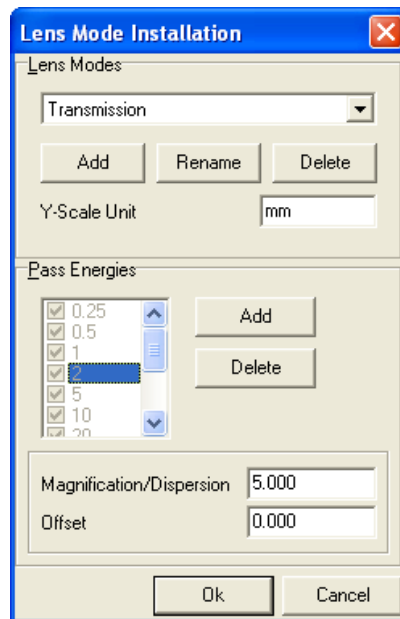 Lens Mode Installation
Lens Modes
Transmission
Add Rename Delete
Y-Scale Unit mm
Pass Energies
0.25
0.5
1
2
5
10
20
Add
Delete
Magnification/Dispersion 5.000
Offset 0.000
Ok Cancel